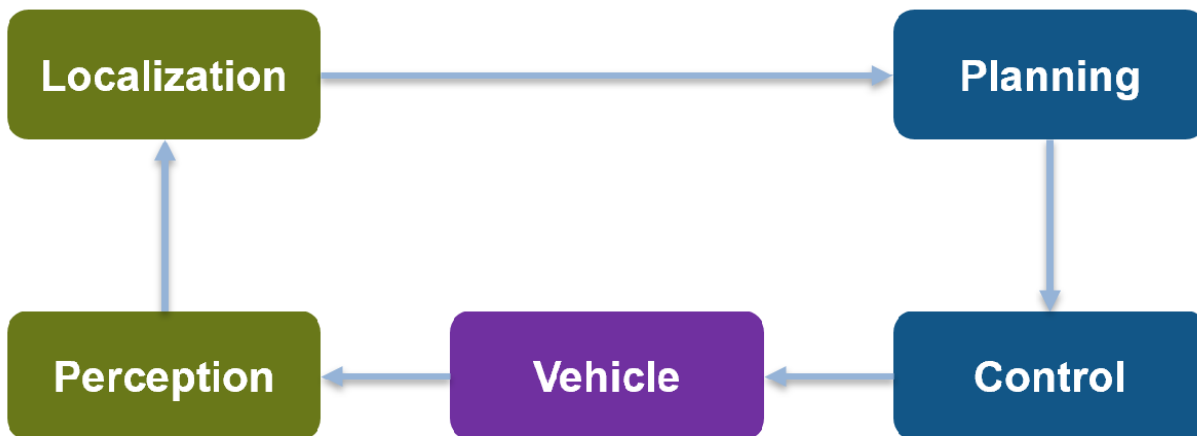 Localization
Planning
Perception
Vehicle
Control